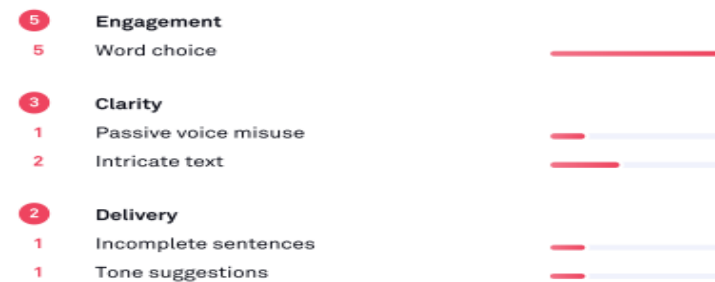 5 Engagement
5 Word choice
3 Clarity
1 Passive voice misuse
2 Intricate text
2 Delivery
1 Incomplete sentences
1 Tone suggestions